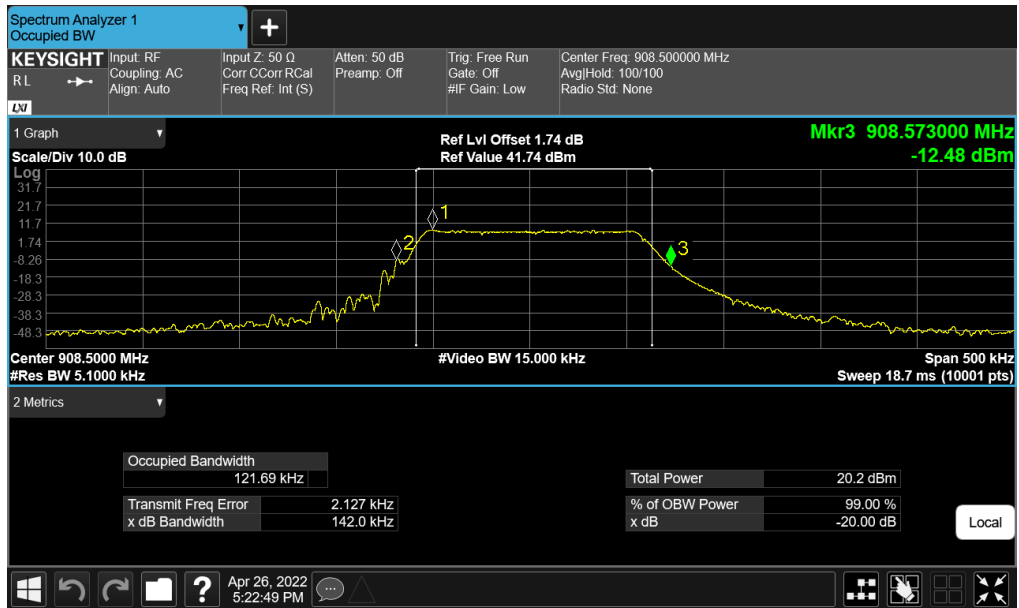 Spectrum Analyzer 1
Occupied BW
KEYSIGHT
R L
LXI
Input: RF
Coupling: AC
Align: Auto
Input Z: 50 Ω
Corr CCorr RCal
Freq Ref: Int (S)
Atten: 50 dB
Preamp: Off
Trig: Free Run
Gate: Off
#IF Gain: Low
Center Freq: 908.500000 MHz
Avg|Hold: 100/100
Radio Std: None
1 Graph
Scale/Div 10.0 dB
Ref Lvl Offset 1.74 dB
Ref Value 41.74 dBm
Mkr3 908.573000 MHz
-12.48 dBm
Log
31.7
21.7
11.7
1.74
-8.26
-18.3
-28.3
-38.3
-48.3
1
2
3
Center 908.5000 MHz
#Res BW 5.1000 kHz
#Video BW 15.000 kHz
Span 500 kHz
Sweep 18.7 ms (10001 pts)
2 Metrics
Occupied Bandwidth
121.69 kHz
Transmit Freq Error 2.127 kHz
x dB Bandwidth 142.0 kHz
Total Power 20.2 dBm
% of OBW Power 99.00 %
x dB -20.00 dB
Local
?
Apr 26, 2022
5:22:49 PM